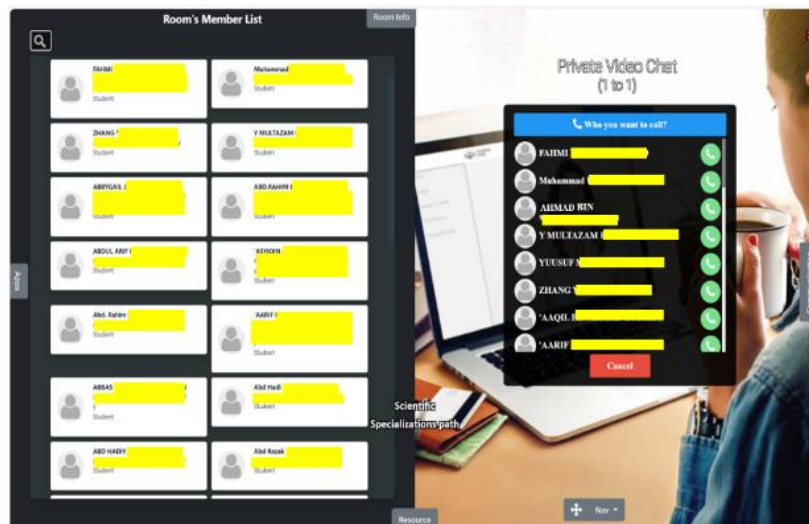 Room's Member List
Room Info
FAHMI
Student
Muhammad
Student
ZHANG
Student
Y MULTAZAM
Student
ABBYGAIL
Student
ABD.RAHIM
Student
ABDUL ARIF
Student
'ASYIQIN
Student
Abd. Rahim
Student
'AARIF
Student
ABBAS
Student
Abd Hadi
Student
ABD HADIY
Student
Abd Razak
Student
Apps
Resource
Private Video Chat
(1 to 1)
Who you want to call?
FAHMI
Muhammad
AHMAD BIN
Y MULTAZAM
YUUSUF
ZHANG
'AAQIL
'AARIF
Cancel
Scientific
Specializations path
Nav